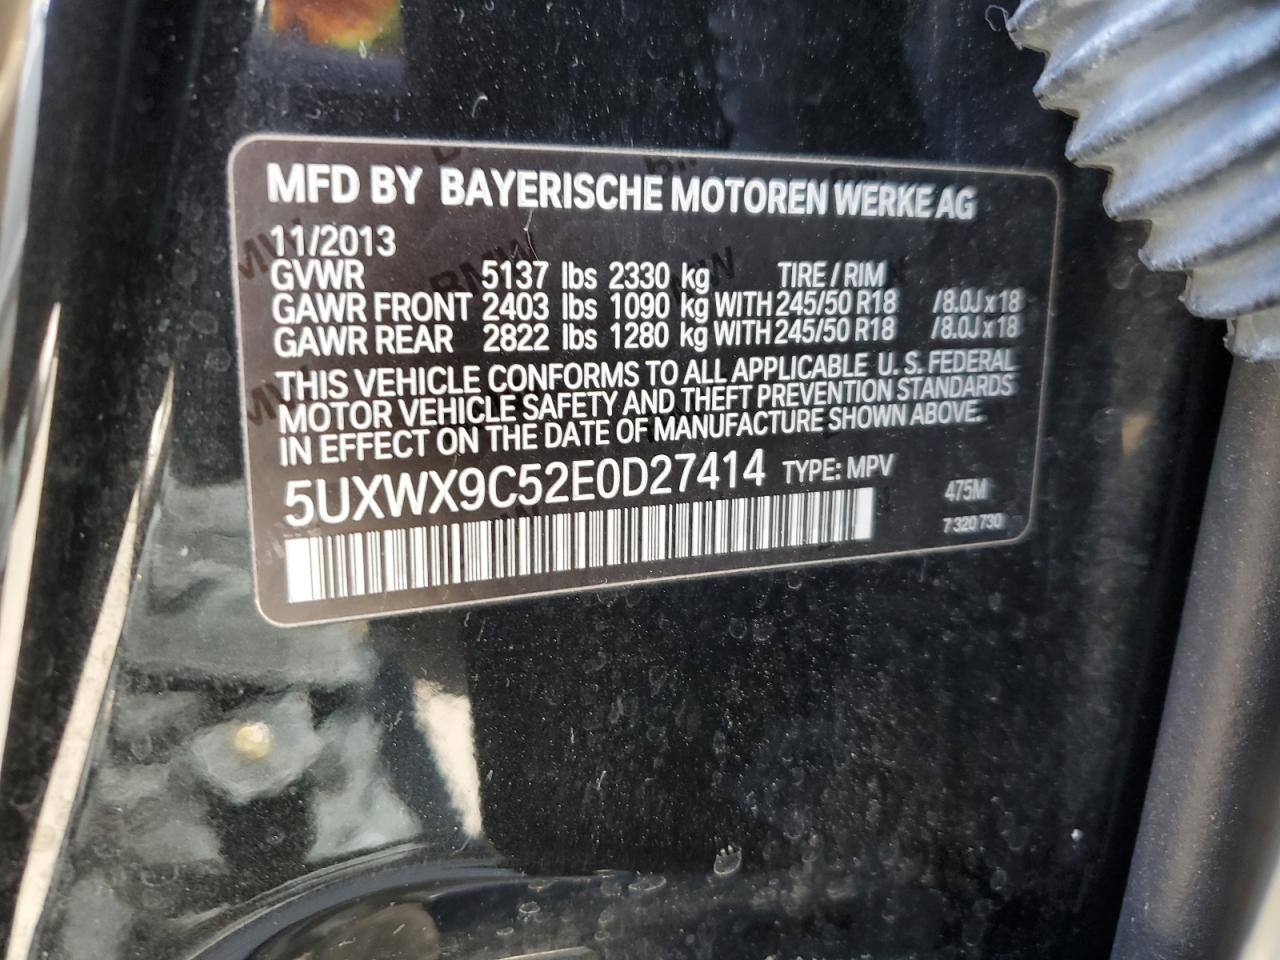 MFD BY BAYERISCHE MOTOREN WERKE AG
11/2013
GVWR 5137 lbs 2330 kg TIRE / RIM
GAWR FRONT 2403 lbs 1090 kg WITH 245/50 R18 /8.0J x 18
GAWR REAR 2822 lbs 1280 kg WITH 245/50 R18 /8.0J x 18
THIS VEHICLE CONFORMS TO ALL APPLICABLE U. S. FEDERAL
MOTOR VEHICLE SAFETY AND THEFT PREVENTION STANDARDS
IN EFFECT ON THE DATE OF MANUFACTURE SHOWN ABOVE.
5UXWX9C52E0D27414 TYPE: MPV
475M
7 320 730